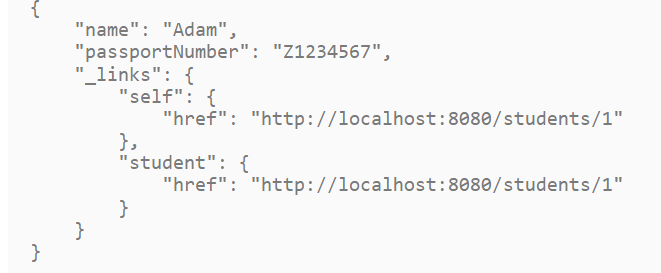 {
    "name": "Adam",
    "passportNumber": "Z1234567",
    "_links": {
        "self": {
            "href": "http://localhost:8080/students/1"
        },
        "student": {
            "href": "http://localhost:8080/students/1"
        }
    }
}